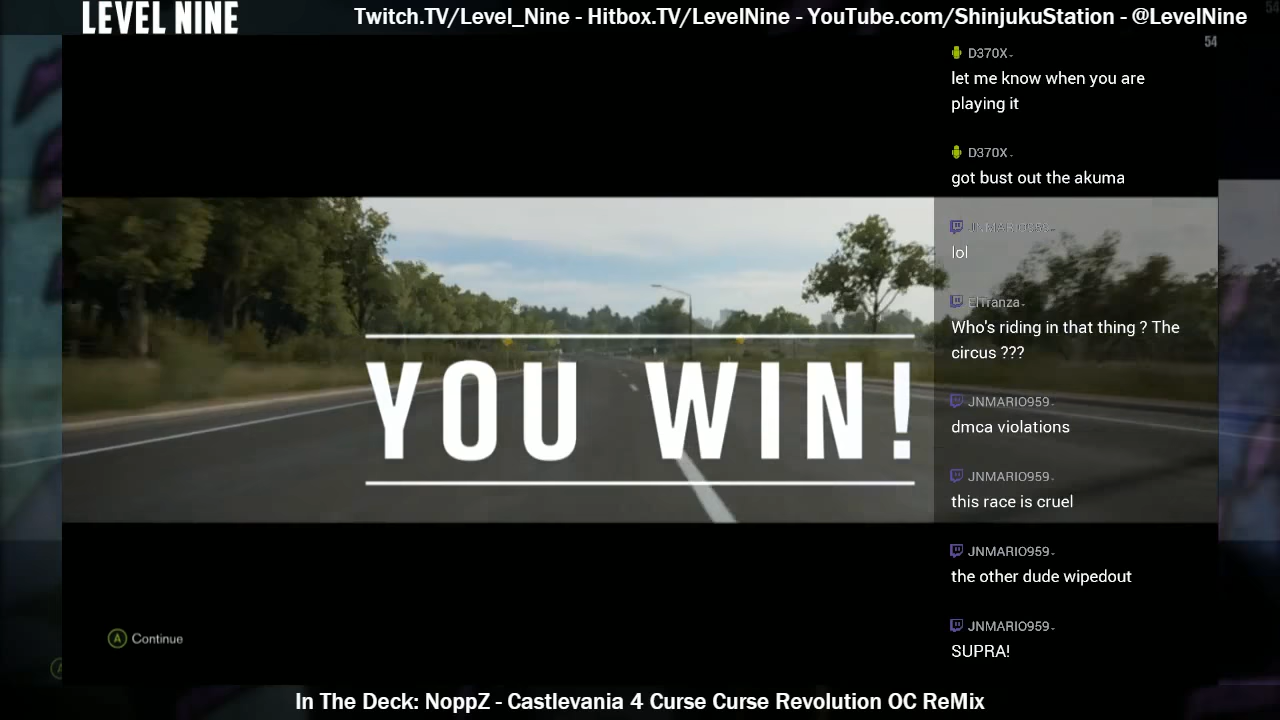 LEVEL NINE
Twitch.TV/Level_Nine - Hitbox.TV/LevelNine - YouTube.com/ShinjukuStation - @LevelNine
54
54
D370X
let me know when you are
playing it
D370X
got bust out the akuma
JNMARIO959
lol
ElTranza
Who's riding in that thing ? The
circus ???
JNMARIO959
dmca violations
JNMARIO959
this race is cruel
JNMARIO959
the other dude wipedout
JNMARIO959
SUPRA!
YOU WIN!
A Continue
In The Deck: NoppZ - Castlevania 4 Curse Curse Revolution OC ReMix